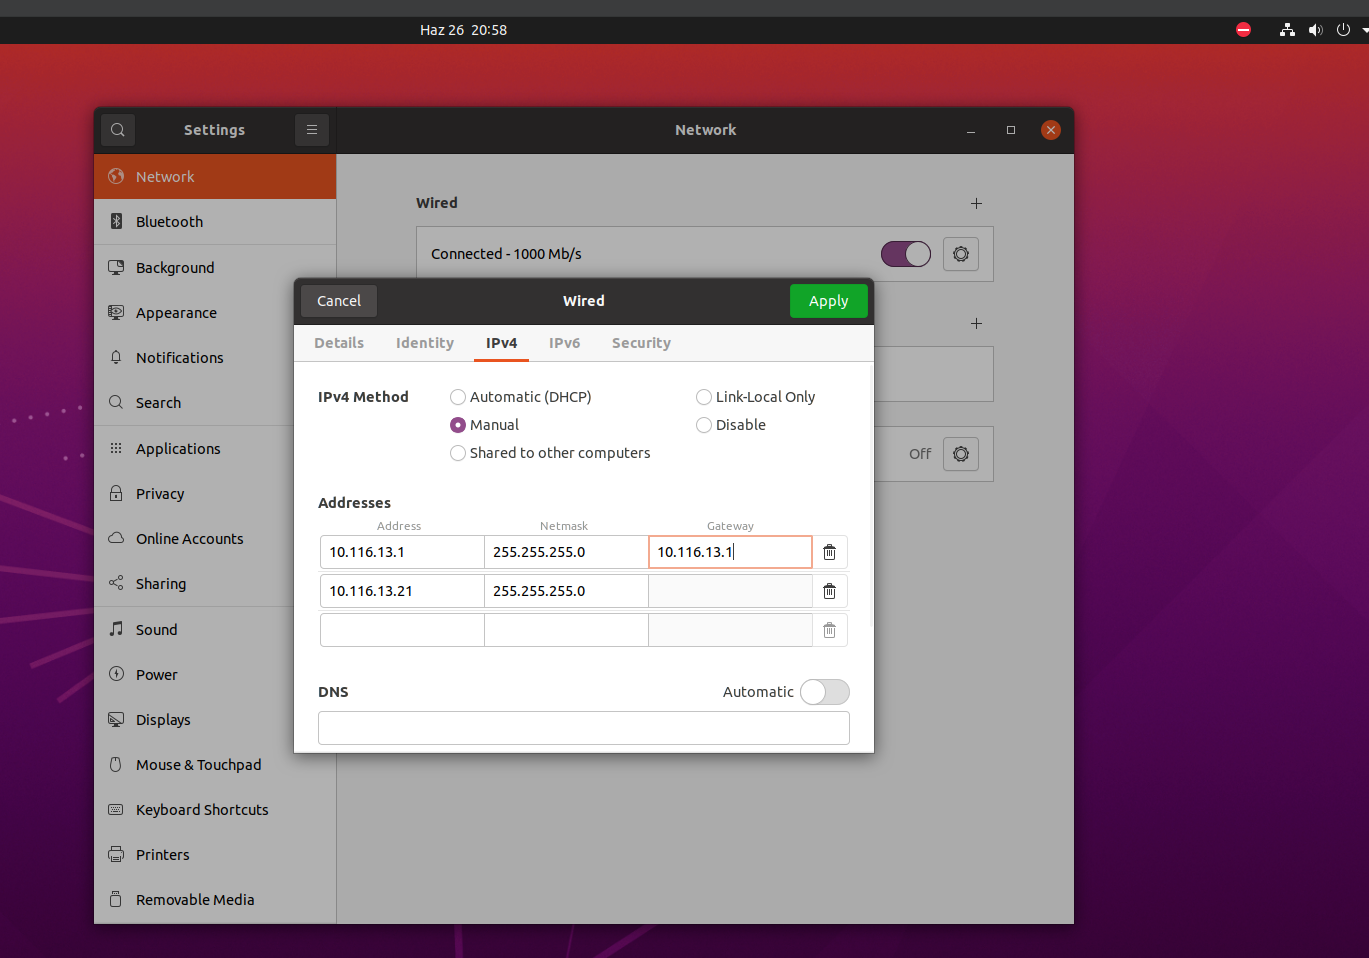 Haz 26 20:58
Settings
Network
Network
Bluetooth
Background
Appearance
Notifications
Search
Applications
Privacy
Online Accounts
Sharing
Sound
Power
Displays
Mouse & Touchpad
Keyboard Shortcuts
Printers
Removable Media
Wired
Connected - 1000 Mb/s
Off
Cancel
Wired
Apply
Details Identity IPv4 IPv6 Security
IPv4 Method
Automatic (DHCP)
Link-Local Only
Manual
Disable
Shared to other computers
Addresses
Address Netmask Gateway
10.116.13.1 255.255.255.0 10.116.13.1
10.116.13.21 255.255.255.0
DNS
Automatic